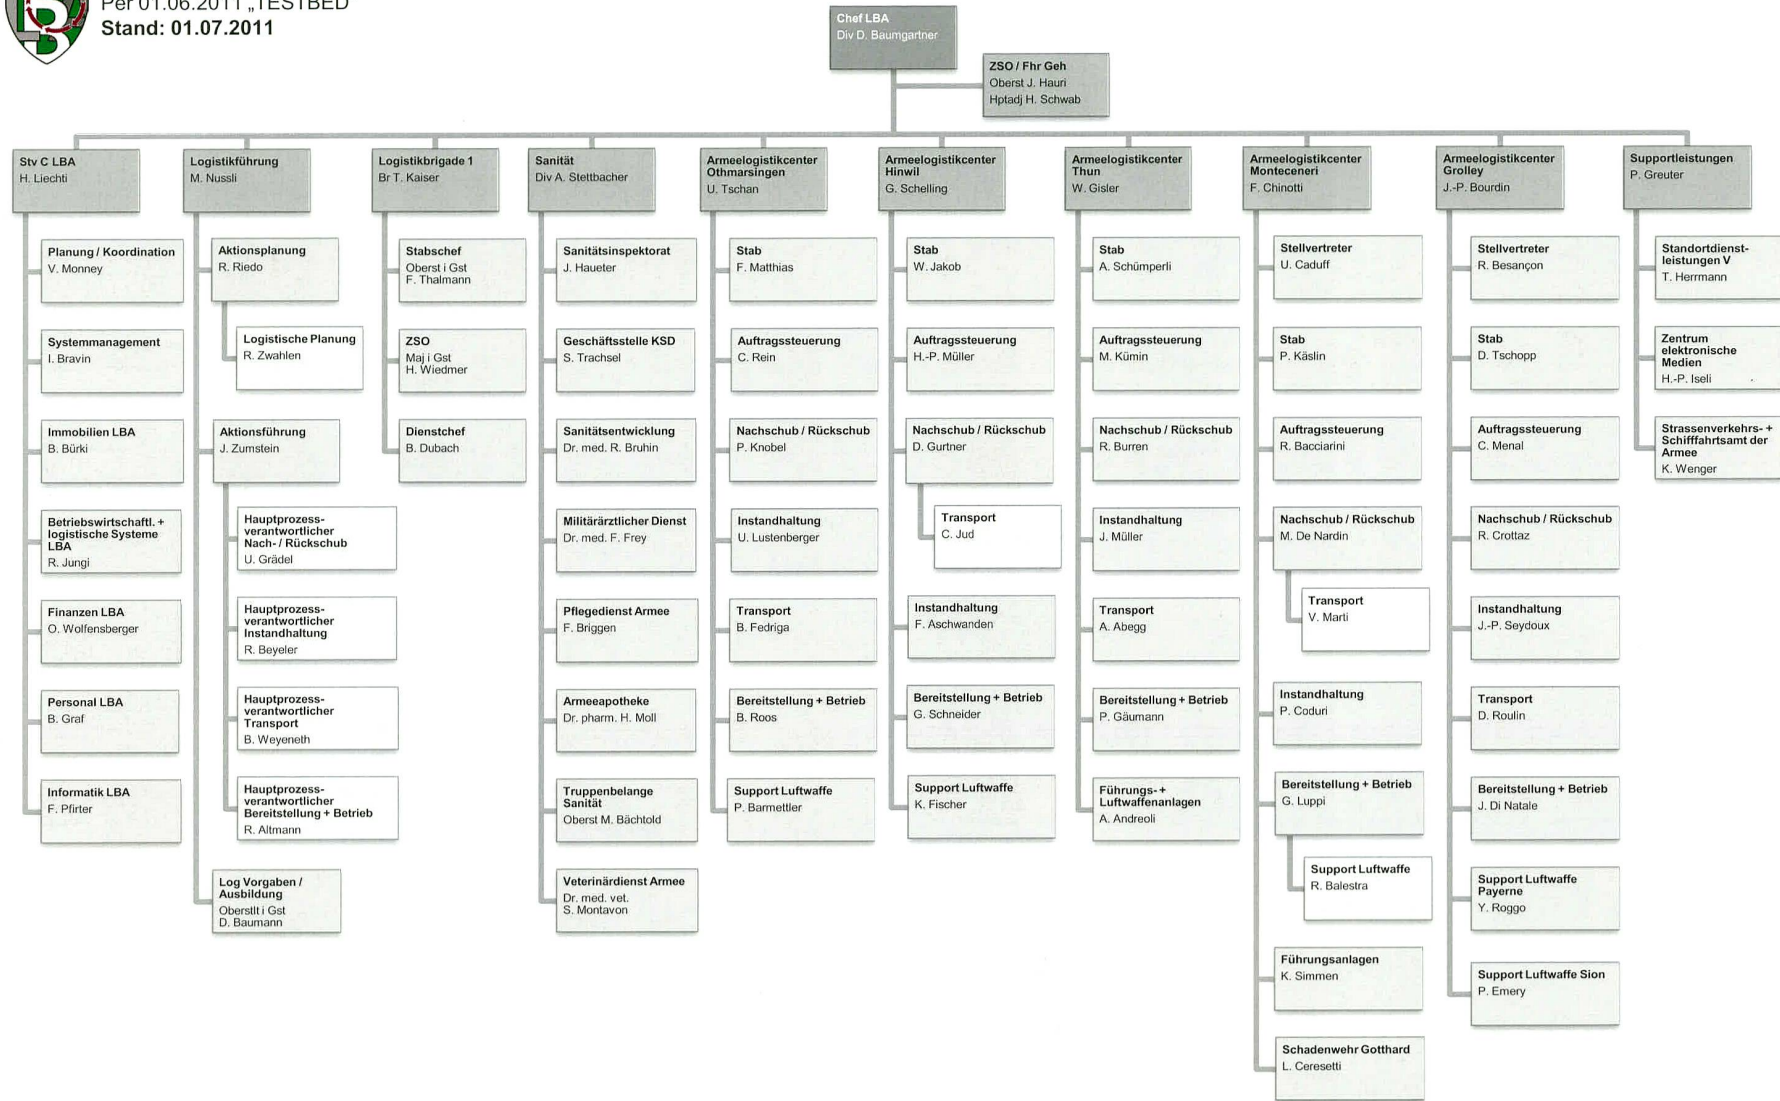 Per 01.06.2011 „TESTBED
Stand: 01.07.2011
Chef LBA
Div D. Baumgartner
ZSO / Fhr Geh
Oberst J. Hauri
Hptadj H. Schwab
Stv C LBA
H. Liechti
Planung / Koordination
V. Monney
Systemmanagement
I. Bravin
Immobilien LBA
B. Bürki
Betriebswirtschaftl. +
logistische Systeme
LBA
R. Jungi
Finanzen LBA
O. Wolfensberger
Personal LBA
B. Graf
Informatik LBA
F. Pfirter
Logistikführung
M. Nussli
Aktionsplanung
R. Riedo
Logistische Planung
R. Zwahlen
Aktionsführung
J. Zumstein
Hauptprozess-
verantwortlicher
Nach- / Rückschub
U. Grädel
Hauptprozess-
verantwortlicher
Instandhaltung
R. Beyeler
Hauptprozess-
verantwortlicher
Transport
B. Weyeneth
Hauptprozess-
verantwortlicher
Bereitstellung + Betrieb
R. Altmann
Log Vorgaben /
Ausbildung
Oberstlt i Gst
D. Baumann
Logistikbrigade 1
Br T. Kaiser
Stabschef
Oberst i Gst
F. Thalmann
ZSO
Maj i Gst
H. Wiedmer
Dienstchef
B. Dubach
Sanität
Div A. Stettbacher
Sanitätsinspektorat
J. Haueter
Geschäftsstelle KSD
S. Trachsel
Sanitätsentwicklung
Dr. med. R. Bruhin
Militärärztlicher Dienst
Dr. med. F. Frey
Pflegedienst Armee
F. Briggen
Armeeapotheke
Dr. pharm. H. Moll
Truppenbelange
Sanität
Oberst M. Bächtold
Veterinärdienst Armee
Dr. med. vet.
S. Montavon
Armeelogistikcenter
Othmarsingen
U. Tschan
Stab
F. Matthias
Auftragssteuerung
C. Rein
Nachschub / Rückschub
P. Knobel
Instandhaltung
U. Lustenberger
Transport
B. Fedriga
Bereitstellung + Betrieb
B. Roos
Support Luftwaffe
P. Barmettler
Armeelogistikcenter
Hinwil
G. Schelling
Stab
W. Jakob
Auftragssteuerung
H.-P. Müller
Nachschub / Rückschub
D. Gurtner
Transport
C. Jud
Instandhaltung
F. Aschwanden
Bereitstellung + Betrieb
G. Schneider
Support Luftwaffe
K. Fischer
Armeelogistikcenter
Thun
W. Gisler
Stab
A. Schümperli
Auftragssteuerung
M. Kümin
Nachschub / Rückschub
R. Burren
Instandhaltung
J. Müller
Transport
A. Abegg
Bereitstellung + Betrieb
P. Gäumann
Führungs- +
Luftwaffenanlagen
A. Andreoli
Armeelogistikcenter
Monteceneri
F. Chinotti
Stellvertreter
U. Caduff
Stab
P. Käslin
Auftragssteuerung
R. Bacciarini
Nachschub / Rückschub
M. De Nardin
Transport
V. Marti
Instandhaltung
P. Coduri
Bereitstellung + Betrieb
G. Luppi
Support Luftwaffe
R. Balestra
Führungsanlagen
K. Simmen
Schadenwehr Gotthard
L. Ceresetti
Armeelogistikcenter
Grolley
J.-P. Bourdin
Stellvertreter
R. Besançon
Stab
D. Tschopp
Auftragssteuerung
C. Menal
Nachschub / Rückschub
R. Crottaz
Instandhaltung
J.-P. Seydoux
Transport
D. Roulin
Bereitstellung + Betrieb
J. Di Natale
Support Luftwaffe
Payerne
Y. Roggo
Support Luftwaffe Sion
P. Emery
Supportleistungen
P. Greuter
Standortdienst-
leistungen V
T. Herrmann
Zentrum
elektronische
Medien
H.-P. Iseli
Strassenverkehrs- +
Schifffahrtsamt der
Armee
K. Wenger